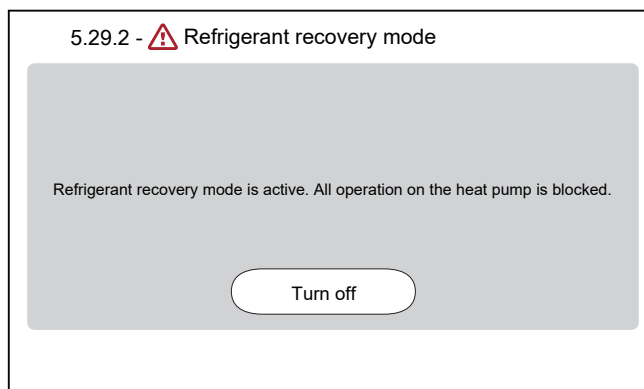 5.29.2 - Refrigerant recovery mode
Refrigerant recovery mode is active. All operation on the heat pump is blocked.
Turn off